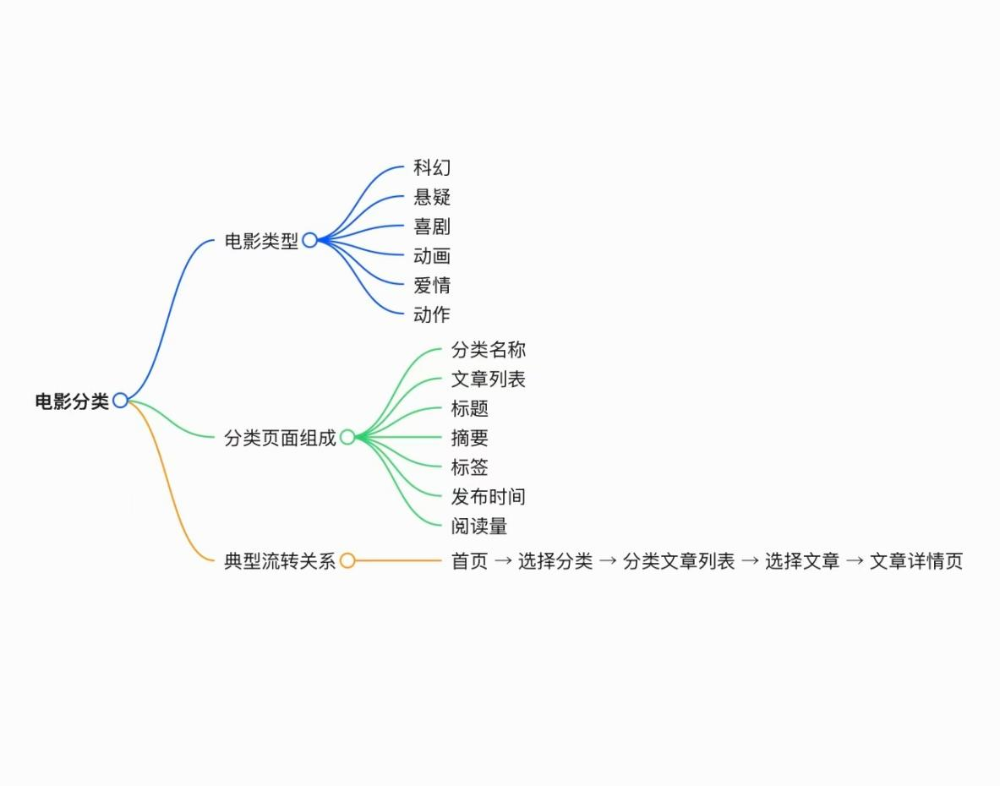 电影分类
电影类型
科幻
悬疑
喜剧
动画
爱情
动作
分类页面组成
分类名称
文章列表
标题
摘要
标签
发布时间
阅读量
典型流转关系
首页 → 选择分类 → 分类文章列表 → 选择文章 → 文章详情页